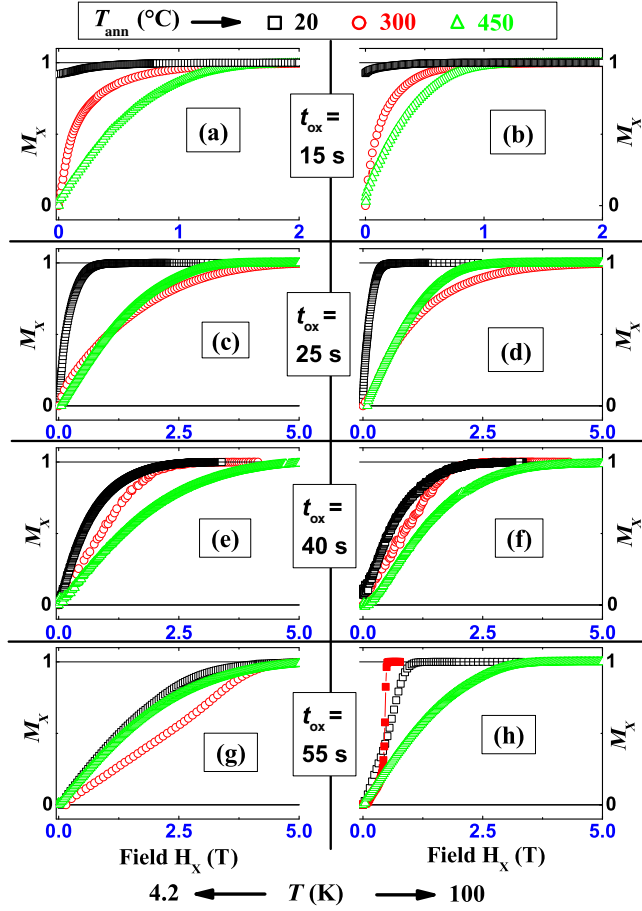 T_ann (°C) → □ 20 ○ 300 △ 450
M_X 1 0 (a) 0 1 2
t_ox = 15 s
1 0 M_X (b) 0 1 2
M_X 1 0 (c) 0.0 2.5 5.0
t_ox = 25 s
1 0 M_X (d) 0.0 2.5 5.0
M_X 1 0 (e) 0.0 2.5 5.0
t_ox = 40 s
1 0 M_X (f) 0.0 2.5 5.0
M_X 1 0 (g) 0.0 2.5 5.0
t_ox = 55 s
1 0 M_X (h) 0.0 2.5 5.0
Field H_X (T) Field H_X (T)
4.2 ← T (K) → 100